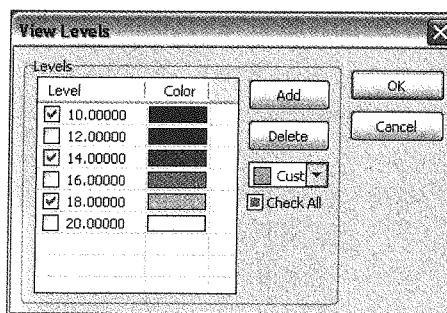 View Levels
Levels
Level Color
Add
OK
10.00000
12.00000
Delete
Cancel
14.00000
16.00000
Cust
18.00000
Check All
20.00000